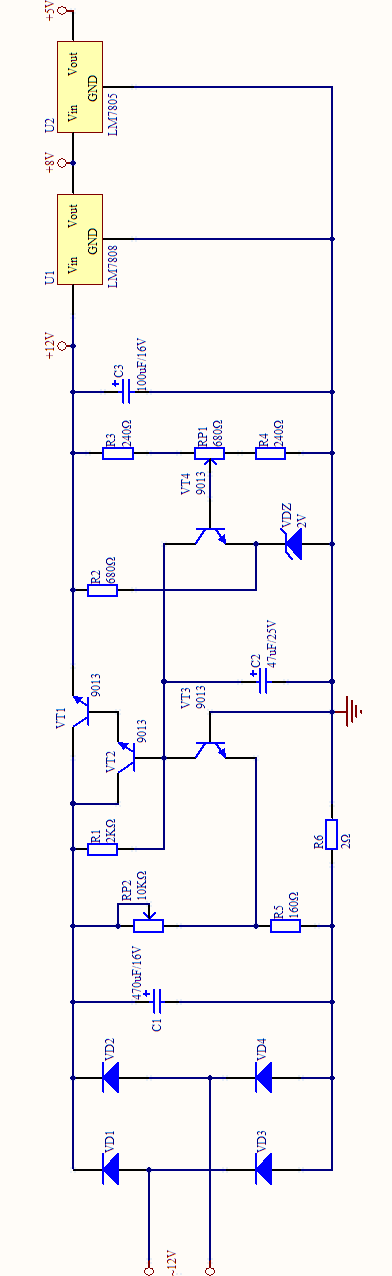 ~12V
VD1
VD3
VD2
VD4
C1
470uF/16V
RP2
10KΩ
R5
160Ω
R1
2KΩ
R6
2Ω
VT2
9013
VT1
9013
VT3
9013
C2
47uF/25V
R2
680Ω
VT4
9013
VDZ
2V
R3
240Ω
RP1
680Ω
R4
240Ω
C3
100uF/16V
+12V
U1
Vin
Vout
GND
LM7808
+8V
U2
Vin
Vout
GND
LM7805
+5V